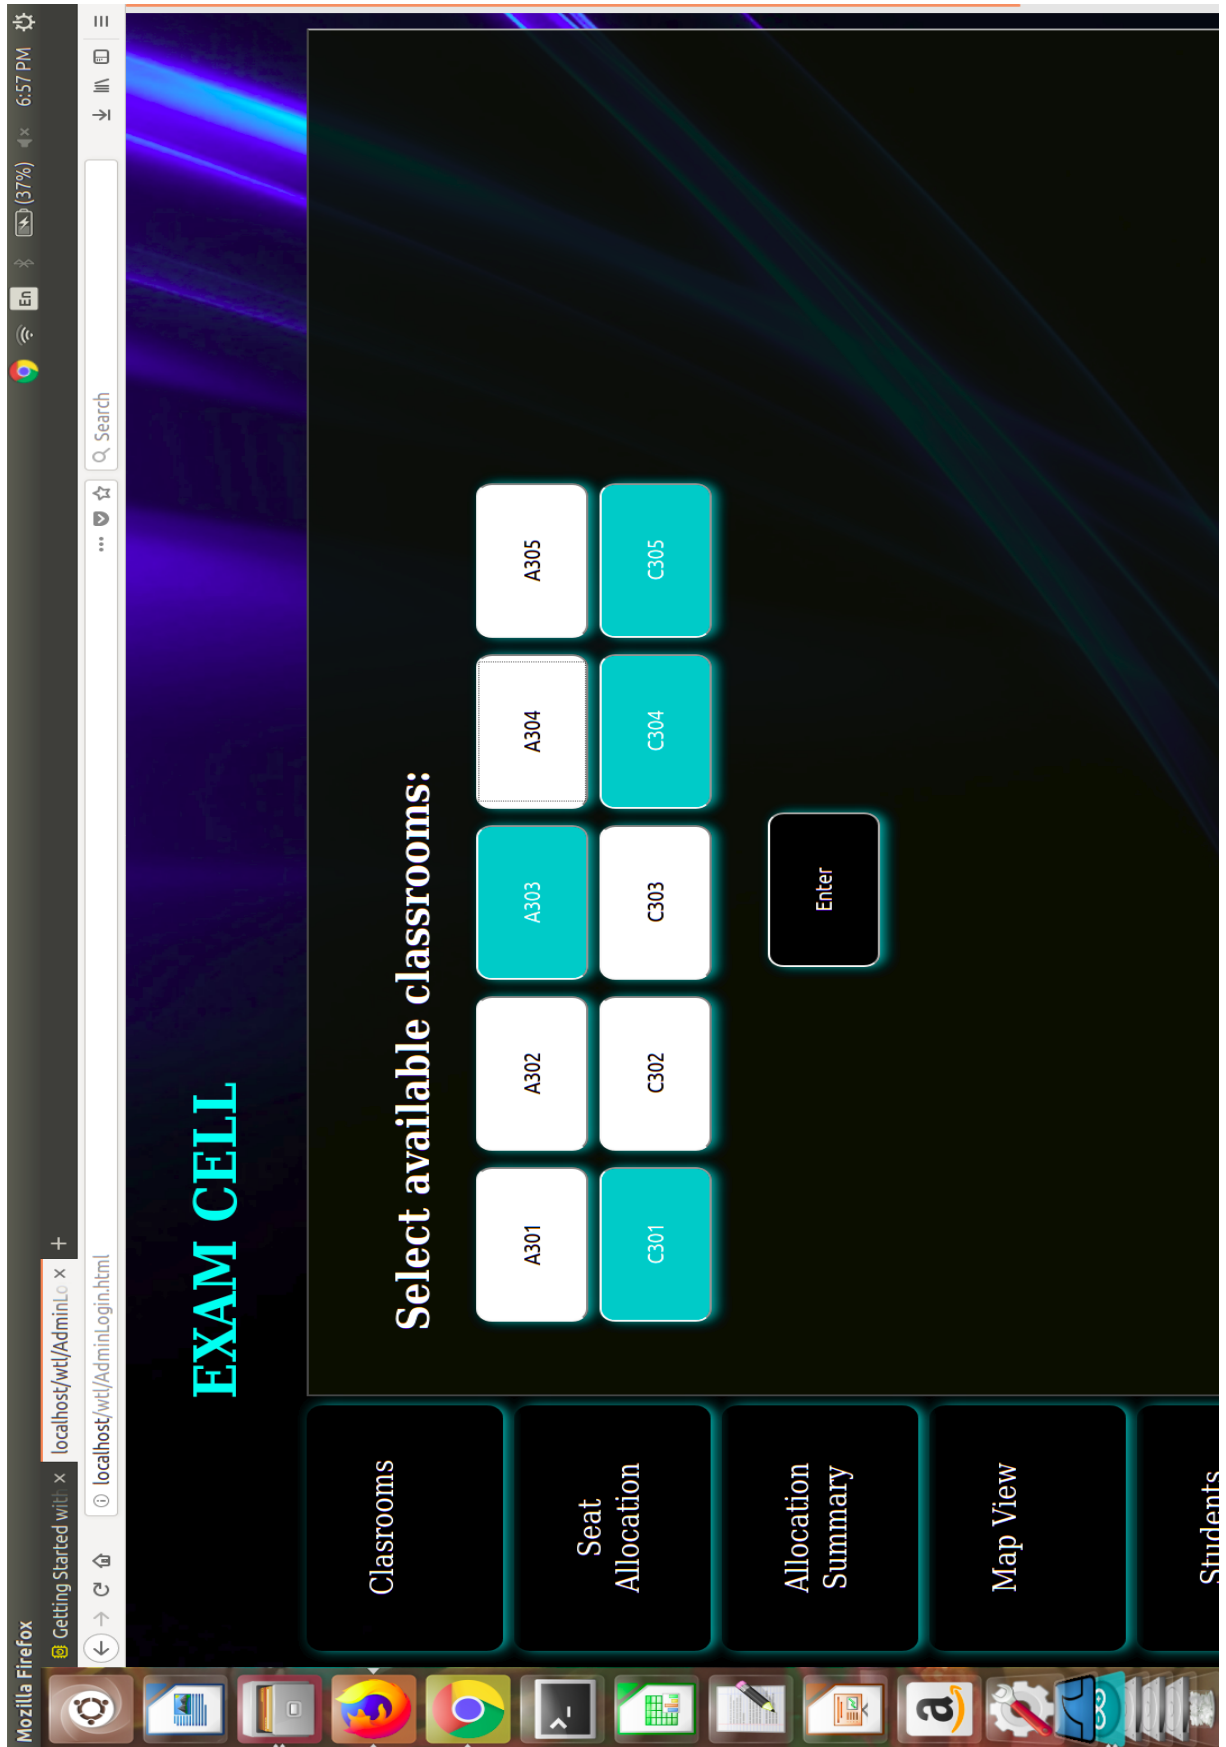 Mozilla Firefox
En
(37%)
6:57 PM
Getting Started with
localhost/wtl/AdminLo
localhost/wtl/AdminLogin.html
Search
EXAM CELL
Clasrooms
Seat
Allocation
Allocation
Summary
Map View
Students
Select available classrooms:
A301
A302
A303
A304
A305
C301
C302
C303
C304
C305
Enter